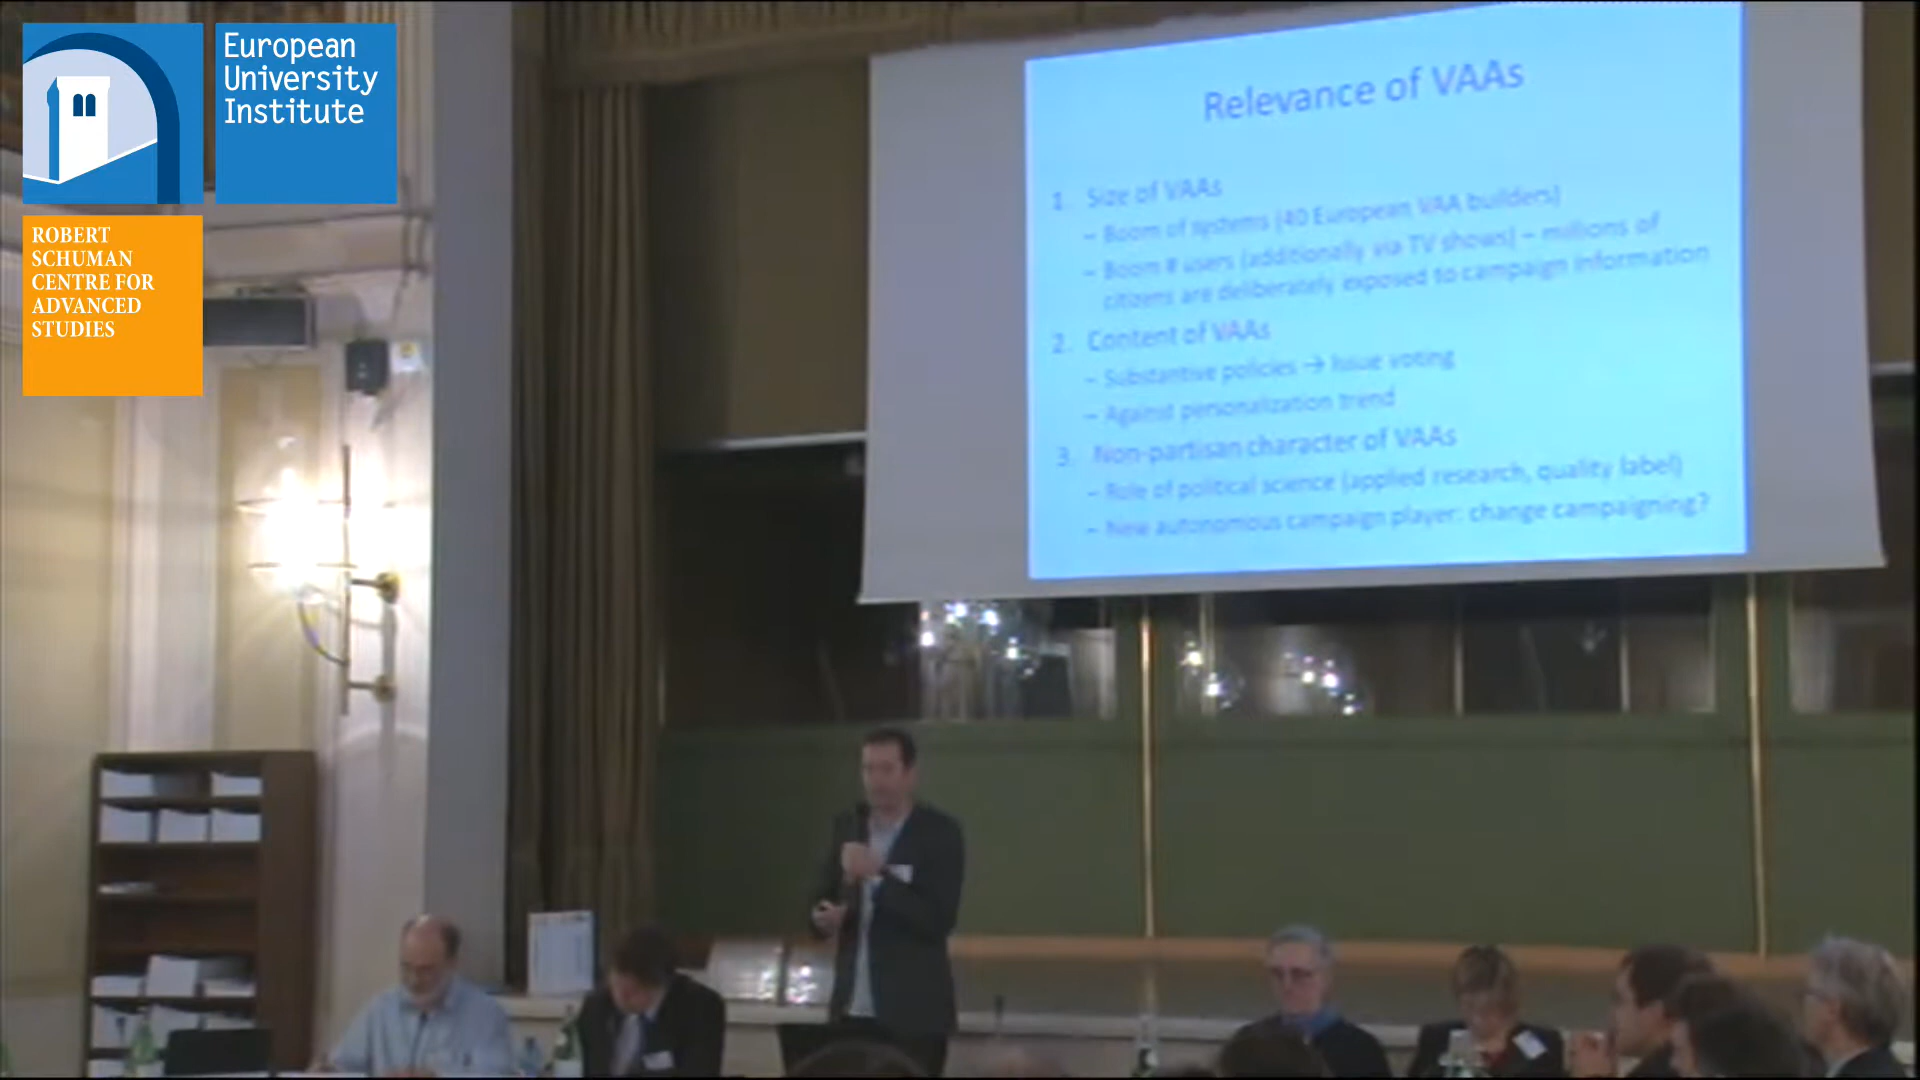 European
University
Institute
ROBERT
SCHUMAN
CENTRE FOR
ADVANCED
STUDIES
Relevance of VAAs
1. Size of VAAs
– Boom of systems (40 European VAA builders)
– Boom # users (additionally via TV shows) – millions of
citizens are deliberately exposed to campaign information
2. Content of VAAs
– Substantive policies → Issue voting
– Against personalization trend
3. Non-partisan character of VAAs
– Role of political science (applied research, quality label)
– New autonomous campaign player: change campaigning?